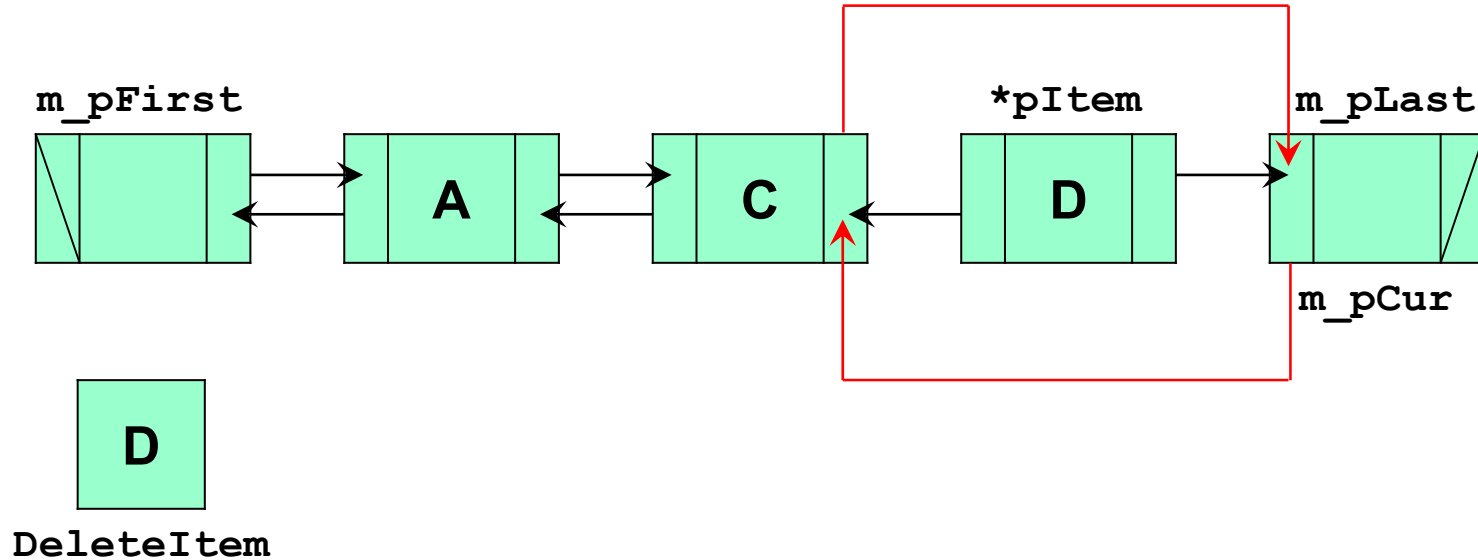 m_pFirst
*pItem
m_pLast
A
C
D
m_pCur
D
DeleteItem